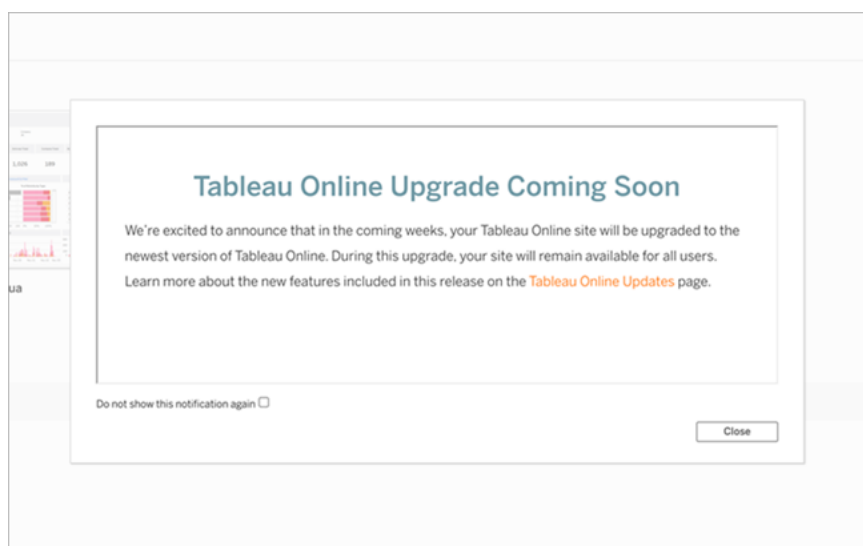 1,026 189
ua
Tableau Online Upgrade Coming Soon
We're excited to announce that in the coming weeks, your Tableau Online site will be upgraded to the
newest version of Tableau Online. During this upgrade, your site will remain available for all users.
Learn more about the new features included in this release on the Tableau Online Updates page.
Do not show this notification again
Close